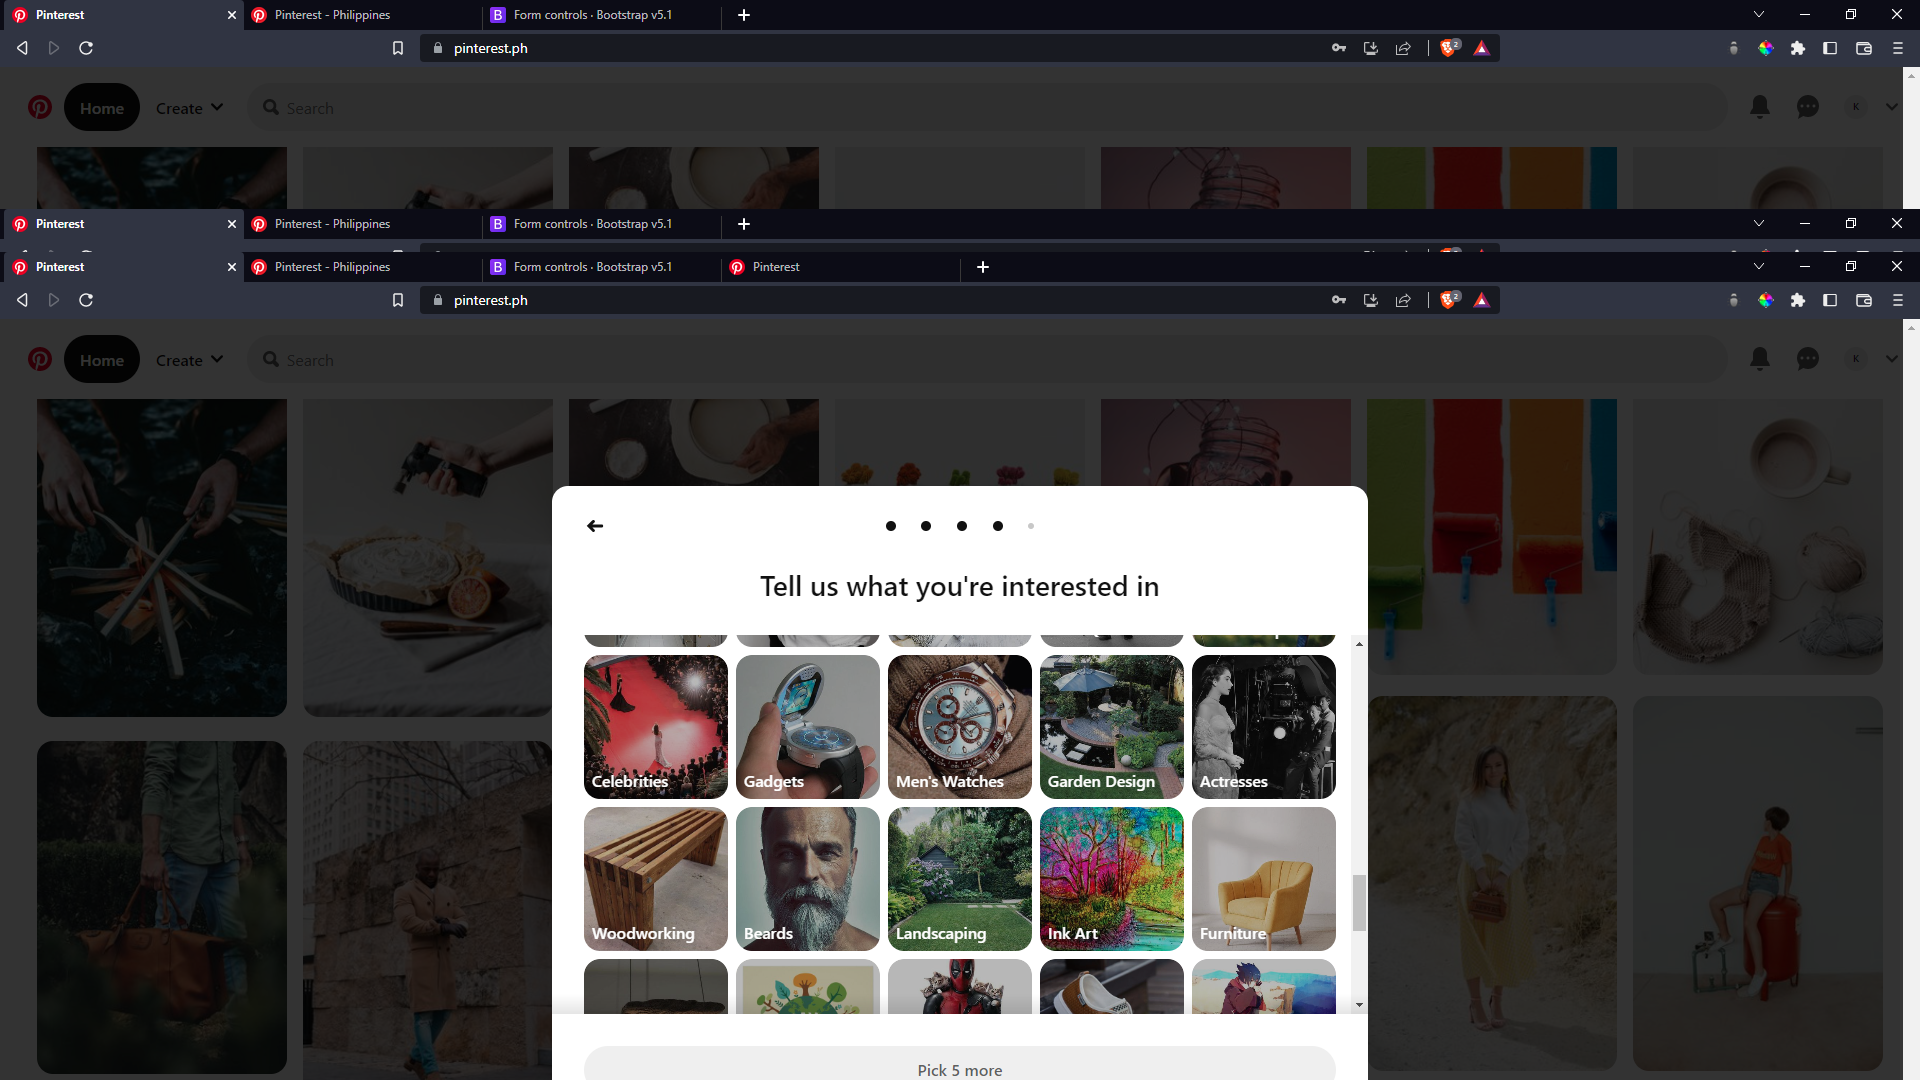 Pinterest
Pinterest - Philippines
Form controls · Bootstrap v5.1
pinterest.ph
2
Home
Create
Search
K
Pinterest
Pinterest - Philippines
Form controls · Bootstrap v5.1
Pinterest
Pinterest - Philippines
Form controls · Bootstrap v5.1
Pinterest
pinterest.ph
2
Home
Create
Search
K
Tell us what you're interested in
Celebrities
Gadgets
Men's Watches
Garden Design
Actresses
Woodworking
Beards
Landscaping
Ink Art
Furniture
Pick 5 more